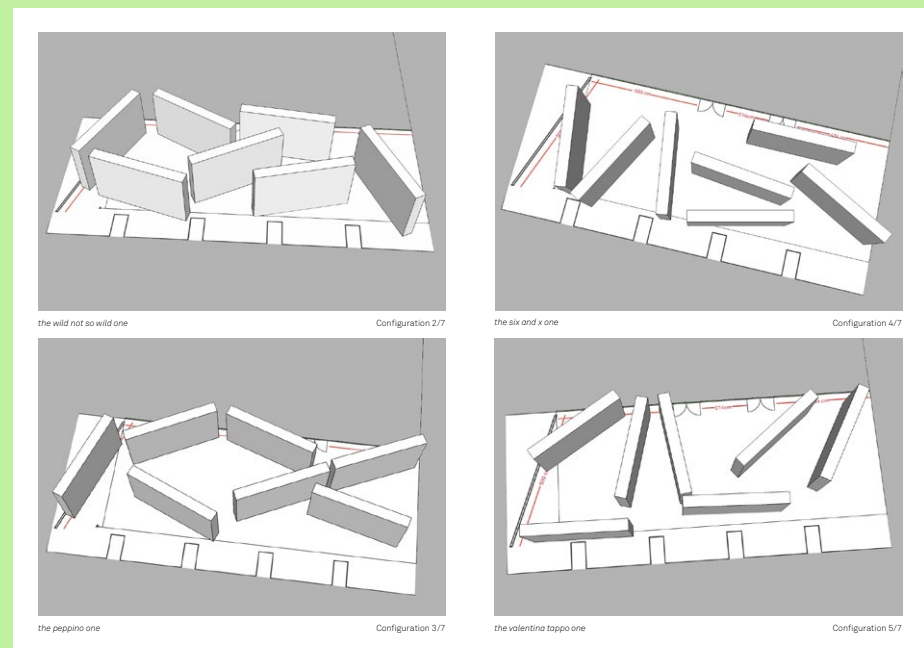 the wild not so wild one
Configuration 2/7
the six and x one
Configuration 4/7
the peppino one
Configuration 3/7
the valentina tappo one
Configuration 5/7